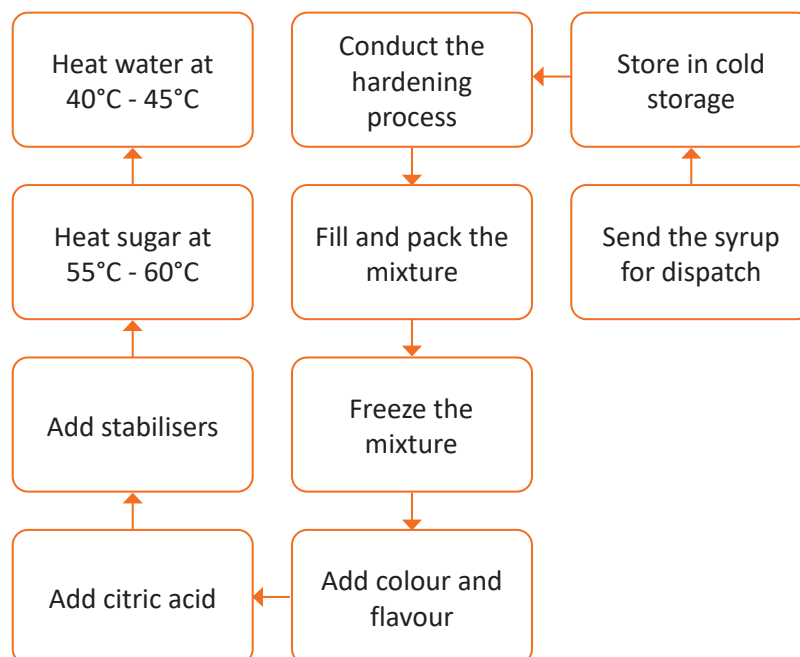 Heat water at
40°C - 45°C
Heat sugar at
55°C - 60°C
Add stabilisers
Add citric acid
Conduct the
hardening
process
Fill and pack the
mixture
Freeze the
mixture
Add colour and
flavour
Store in cold
storage
Send the syrup
for dispatch